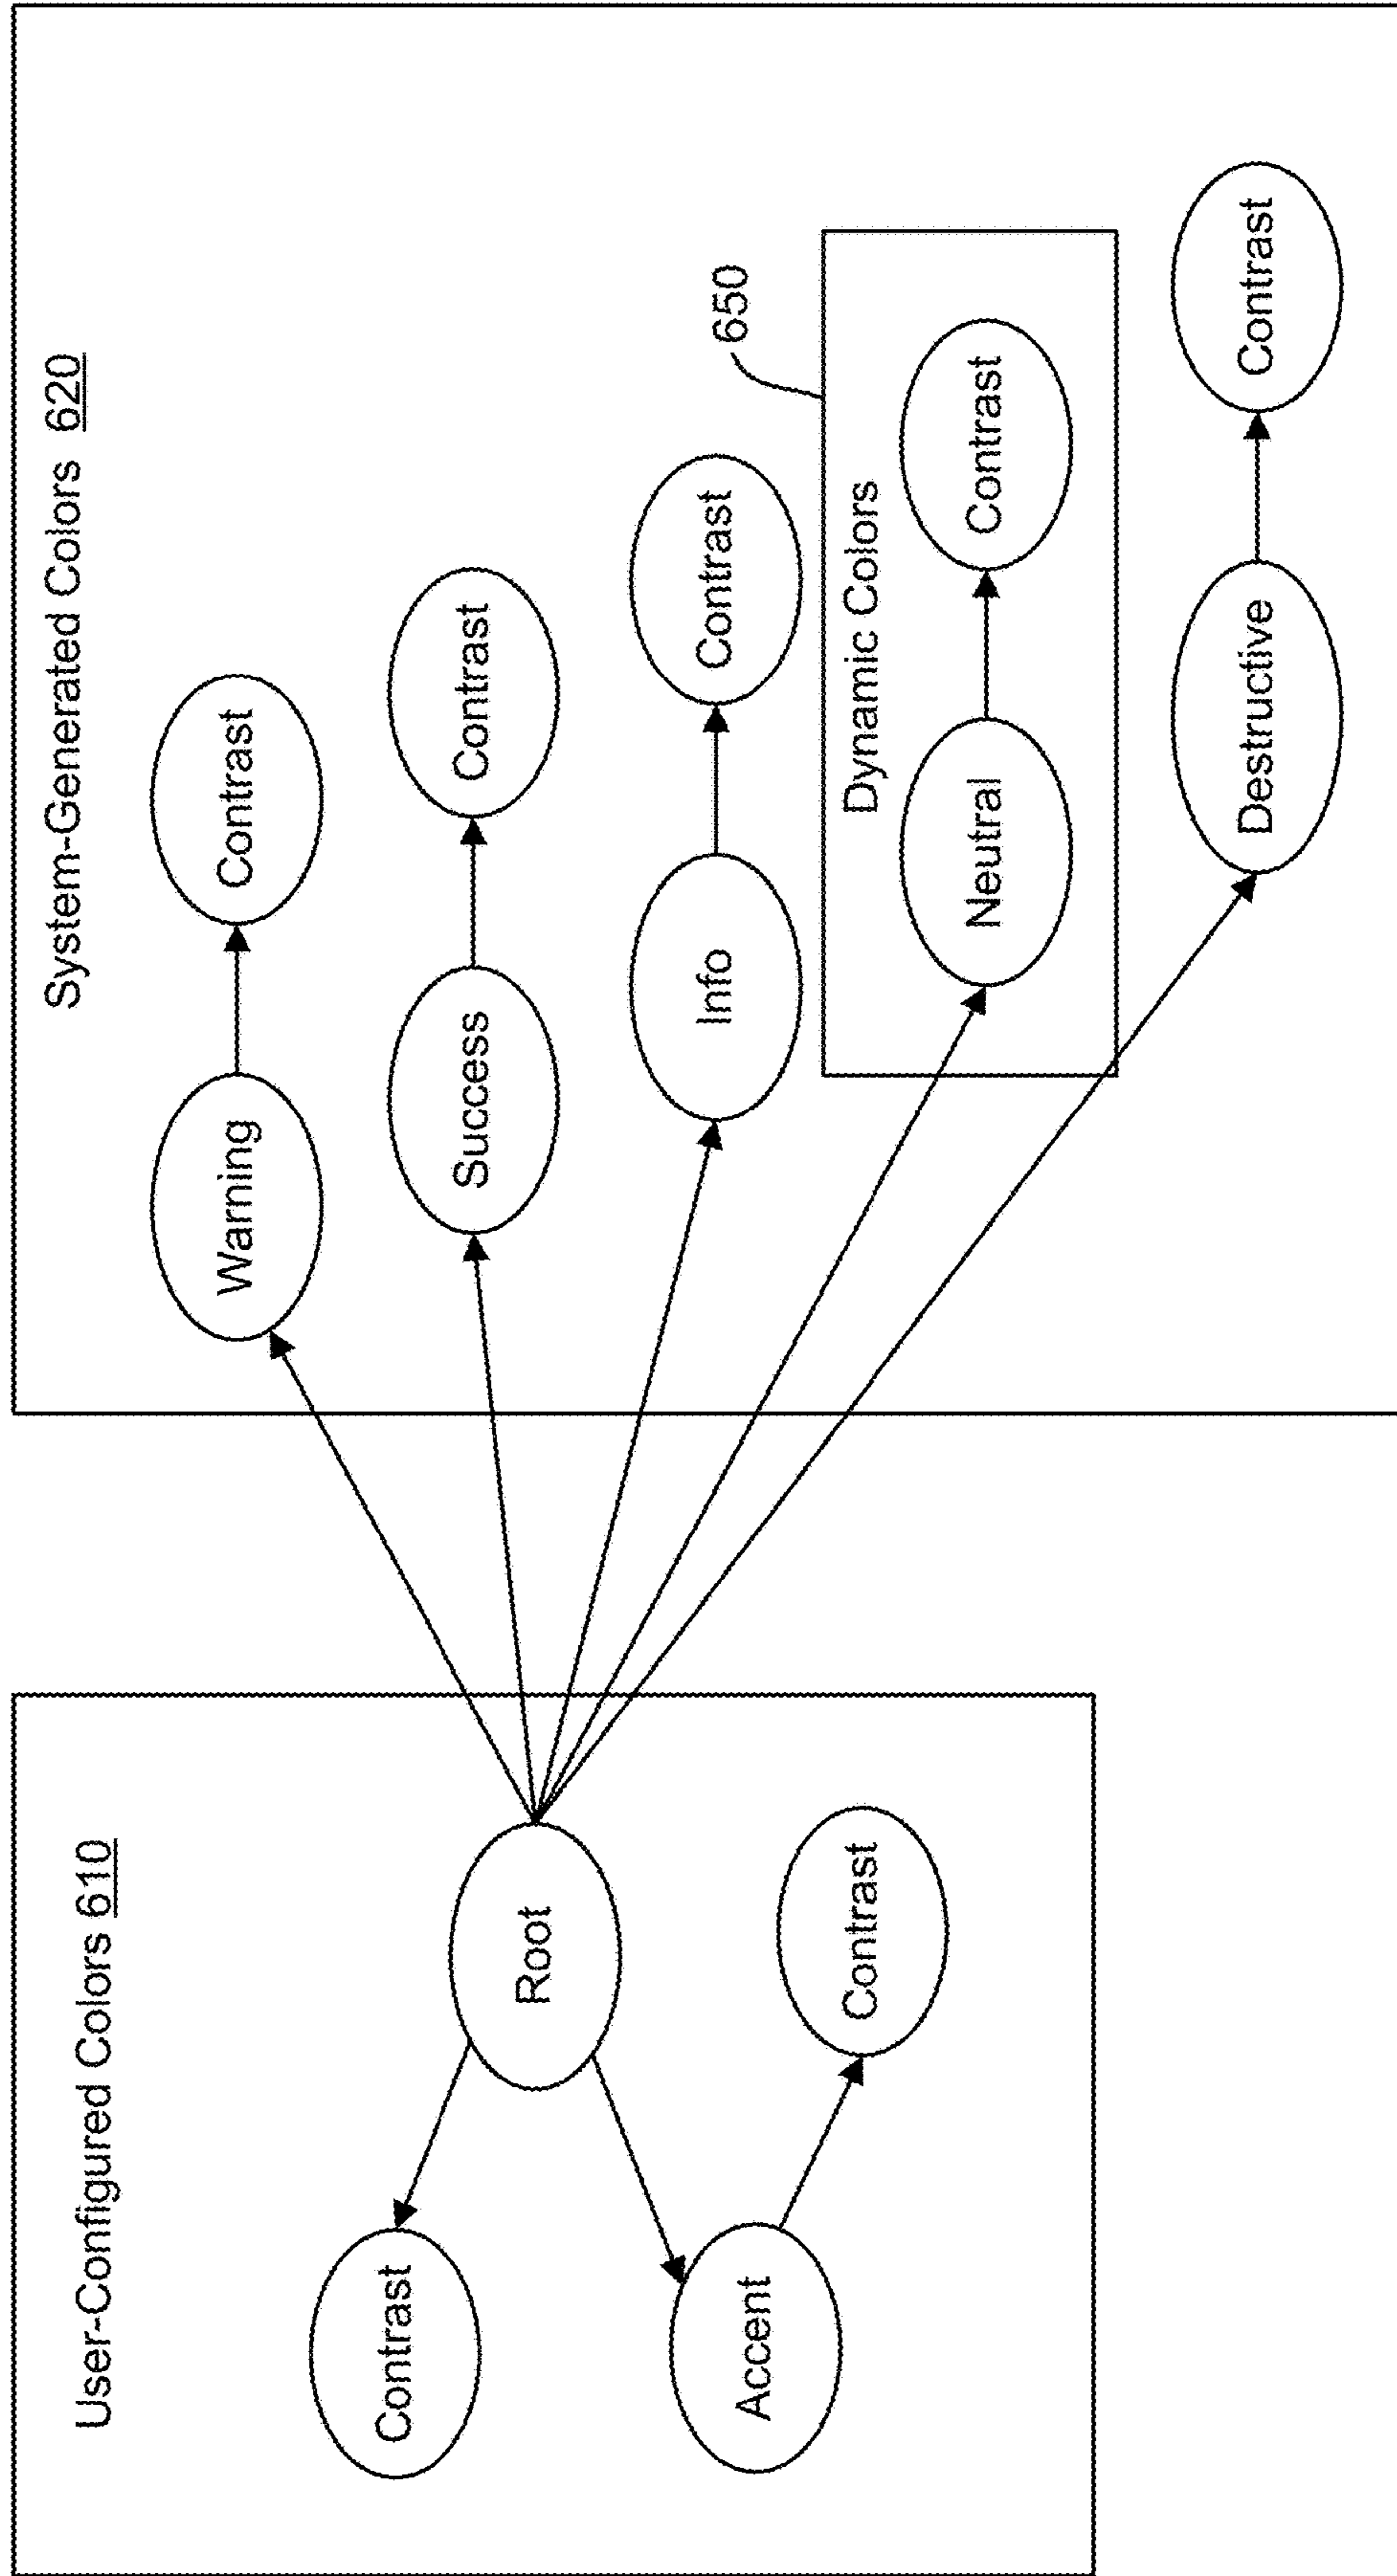 User-Configured Colors 610
Contrast
Root
Accent
Contrast
System-Generated Colors 620
Warning
Contrast
Success
Contrast
Info
Contrast
650
Dynamic Colors
Neutral
Contrast
Destructive
Contrast